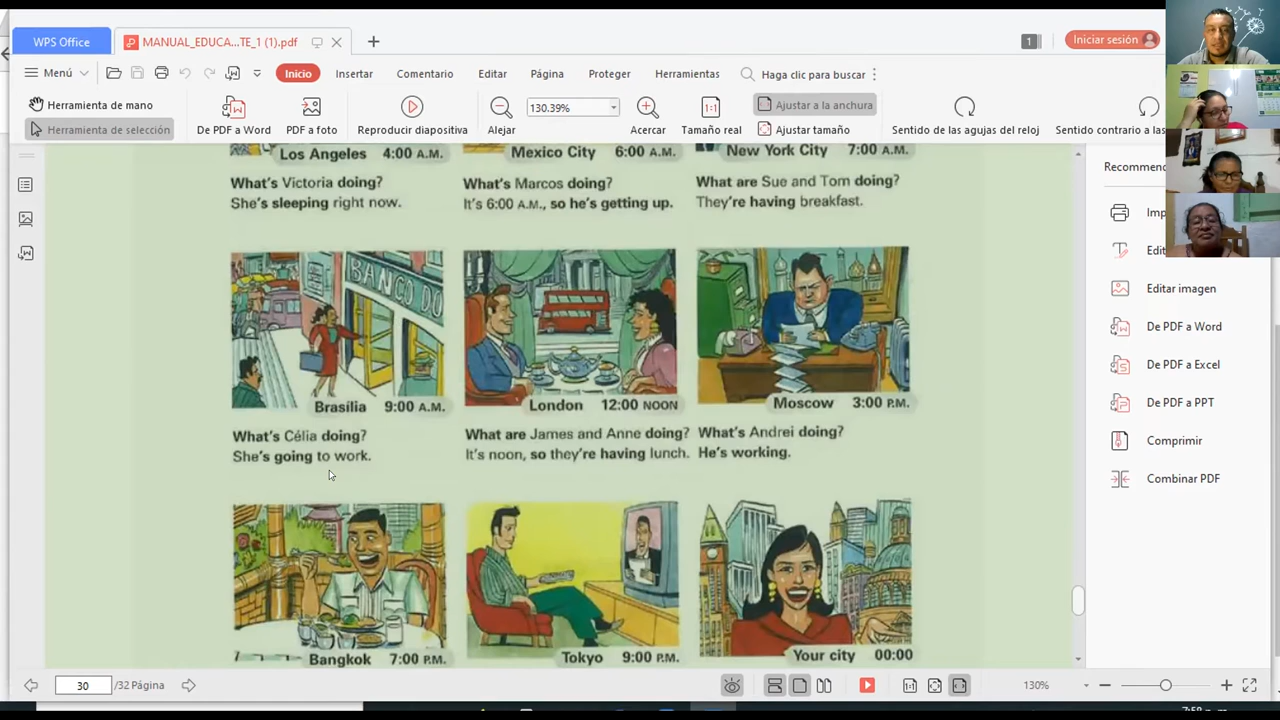 WPS Office
MANUAL_EDUCA...TE_1 (1).pdf
1
Iniciar sesión
Menú
Inicio
Insertar
Comentario
Editar
Página
Proteger
Herramientas
Haga clic para buscar
Herramienta de mano
Herramienta de selección
De PDF a Word
De PDF a foto
Reproducir diapositiva
Alejar
130.39%
Acercar
Tamaño real
Ajustar a la anchura
Ajustar tamaño
Sentido de las agujas del reloj
Sentido contrario a las
Los Angeles 4:00 A.M.
Mexico City 6:00 A.M.
New York City 7:00 A.M.
What's Victoria doing?
She's sleeping right now.
What's Marcos doing?
It's 6:00 A.M., so he's getting up.
What are Sue and Tom doing?
They're having breakfast.
BANCO DO
Brasília 9:00 A.M.
London 12:00 NOON
Moscow 3:00 P.M.
What's Célia doing?
She's going to work.
What are James and Anne doing?
It's noon, so they're having lunch.
What's Andrei doing?
He's working.
Bangkok 7:00 P.M.
Tokyo 9:00 P.M.
Your city 00:00
Recommen
Imp
Edit
Editar imagen
De PDF a Word
De PDF a Excel
De PDF a PPT
Comprimir
Combinar PDF
30
/32 Página
1:1
130%